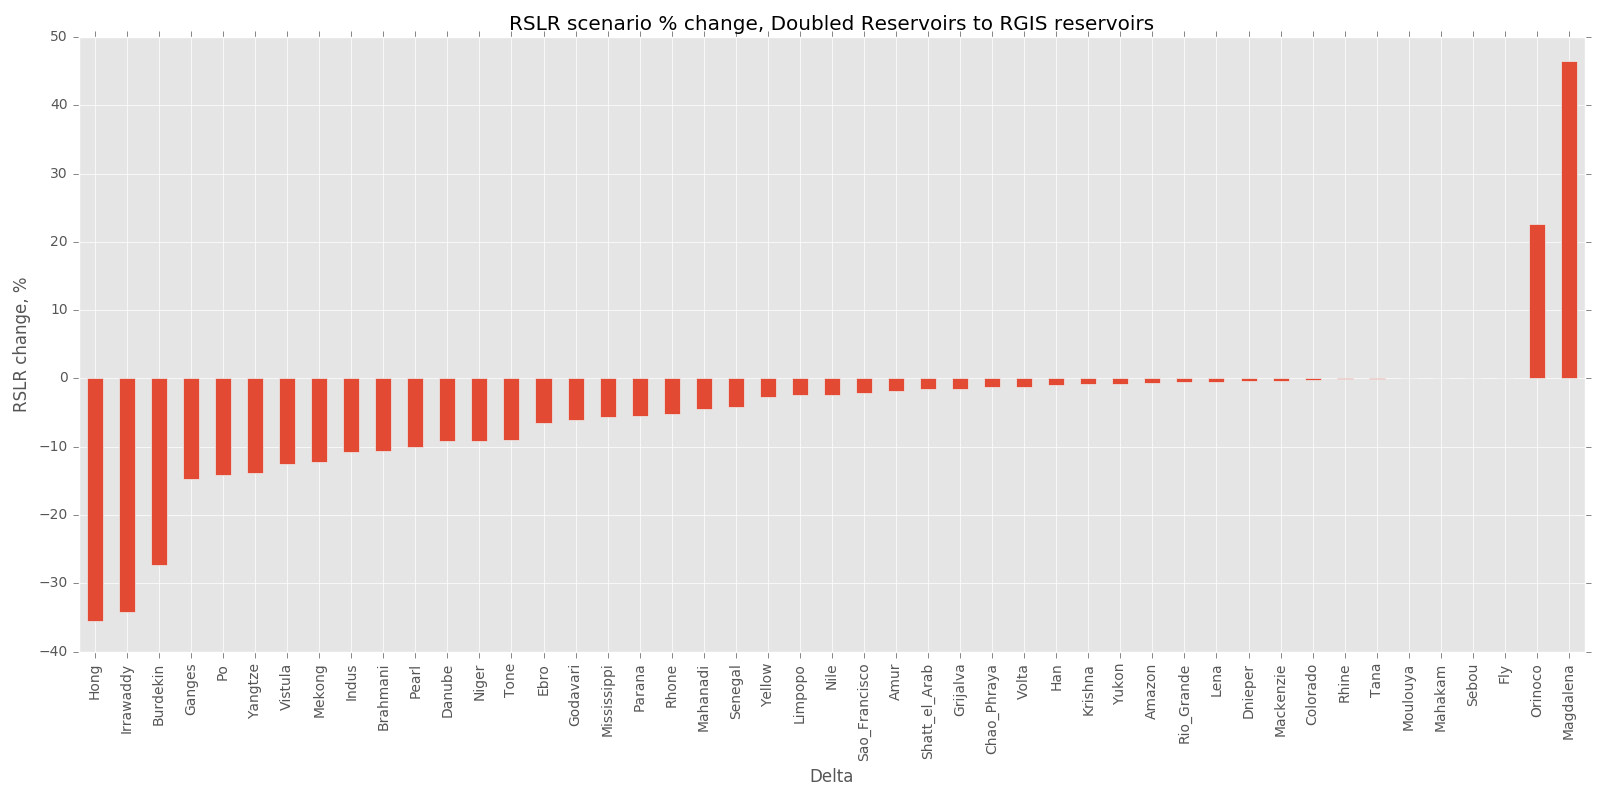 RSLR scenario % change, Doubled Reservoirs to RGIS reservoirs
RSLR change, %
50
40
30
20
10
0
−10
−20
−30
−40
Hong
Irrawaddy
Burdekin
Ganges
Po
Yangtze
Vistula
Mekong
Indus
Brahmani
Pearl
Danube
Niger
Tone
Ebro
Godavari
Mississippi
Parana
Rhone
Mahanadi
Senegal
Yellow
Limpopo
Nile
Sao_Francisco
Amur
Shatt_el_Arab
Grijalva
Chao_Phraya
Volta
Han
Krishna
Yukon
Amazon
Rio_Grande
Lena
Dnieper
Mackenzie
Colorado
Rhine
Tana
Moulouya
Mahakam
Sebou
Fly
Orinoco
Magdalena
Delta